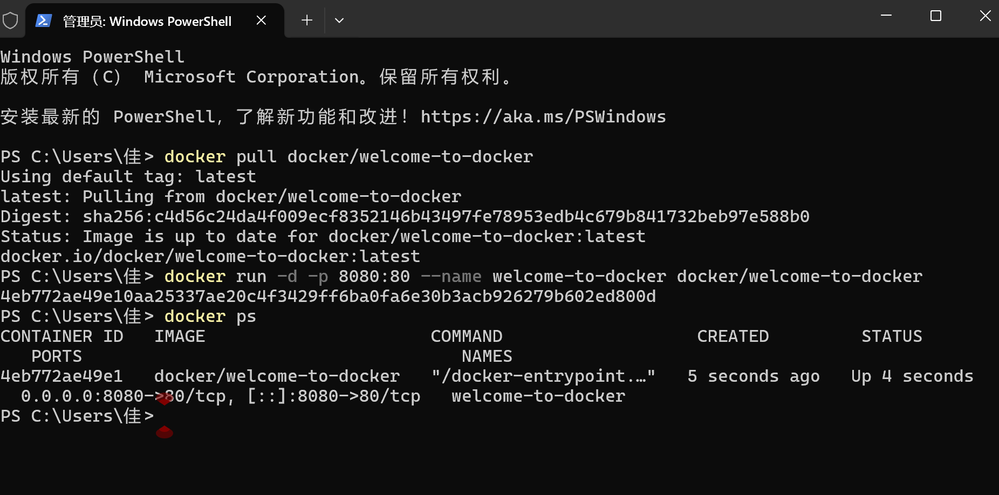 管理员: Windows PowerShell
Windows PowerShell
版权所有（C） Microsoft Corporation。保留所有权利。
安装最新的 PowerShell，了解新功能和改进！https://aka.ms/PSWindows
PS C:\Users\佳> docker pull docker/welcome-to-docker
Using default tag: latest
latest: Pulling from docker/welcome-to-docker
Digest: sha256:c4d56c24da4f009ecf8352146b43497fe78953edb4c679b841732beb97e588b0
Status: Image is up to date for docker/welcome-to-docker:latest
docker.io/docker/welcome-to-docker:latest
PS C:\Users\佳> docker run -d -p 8080:80 --name welcome-to-docker docker/welcome-to-docker
4eb772ae49e10aa25337ae20c4f3429ff6ba0fa6e30b3acb926279b602ed800d
PS C:\Users\佳> docker ps
CONTAINER ID   IMAGE                      COMMAND                   CREATED         STATUS
   PORTS                                     NAMES
4eb772ae49e1   docker/welcome-to-docker   "/docker-entrypoint.…"   5 seconds ago   Up 4 seconds
  0.0.0.0:8080->80/tcp, [::]:8080->80/tcp   welcome-to-docker
PS C:\Users\佳>